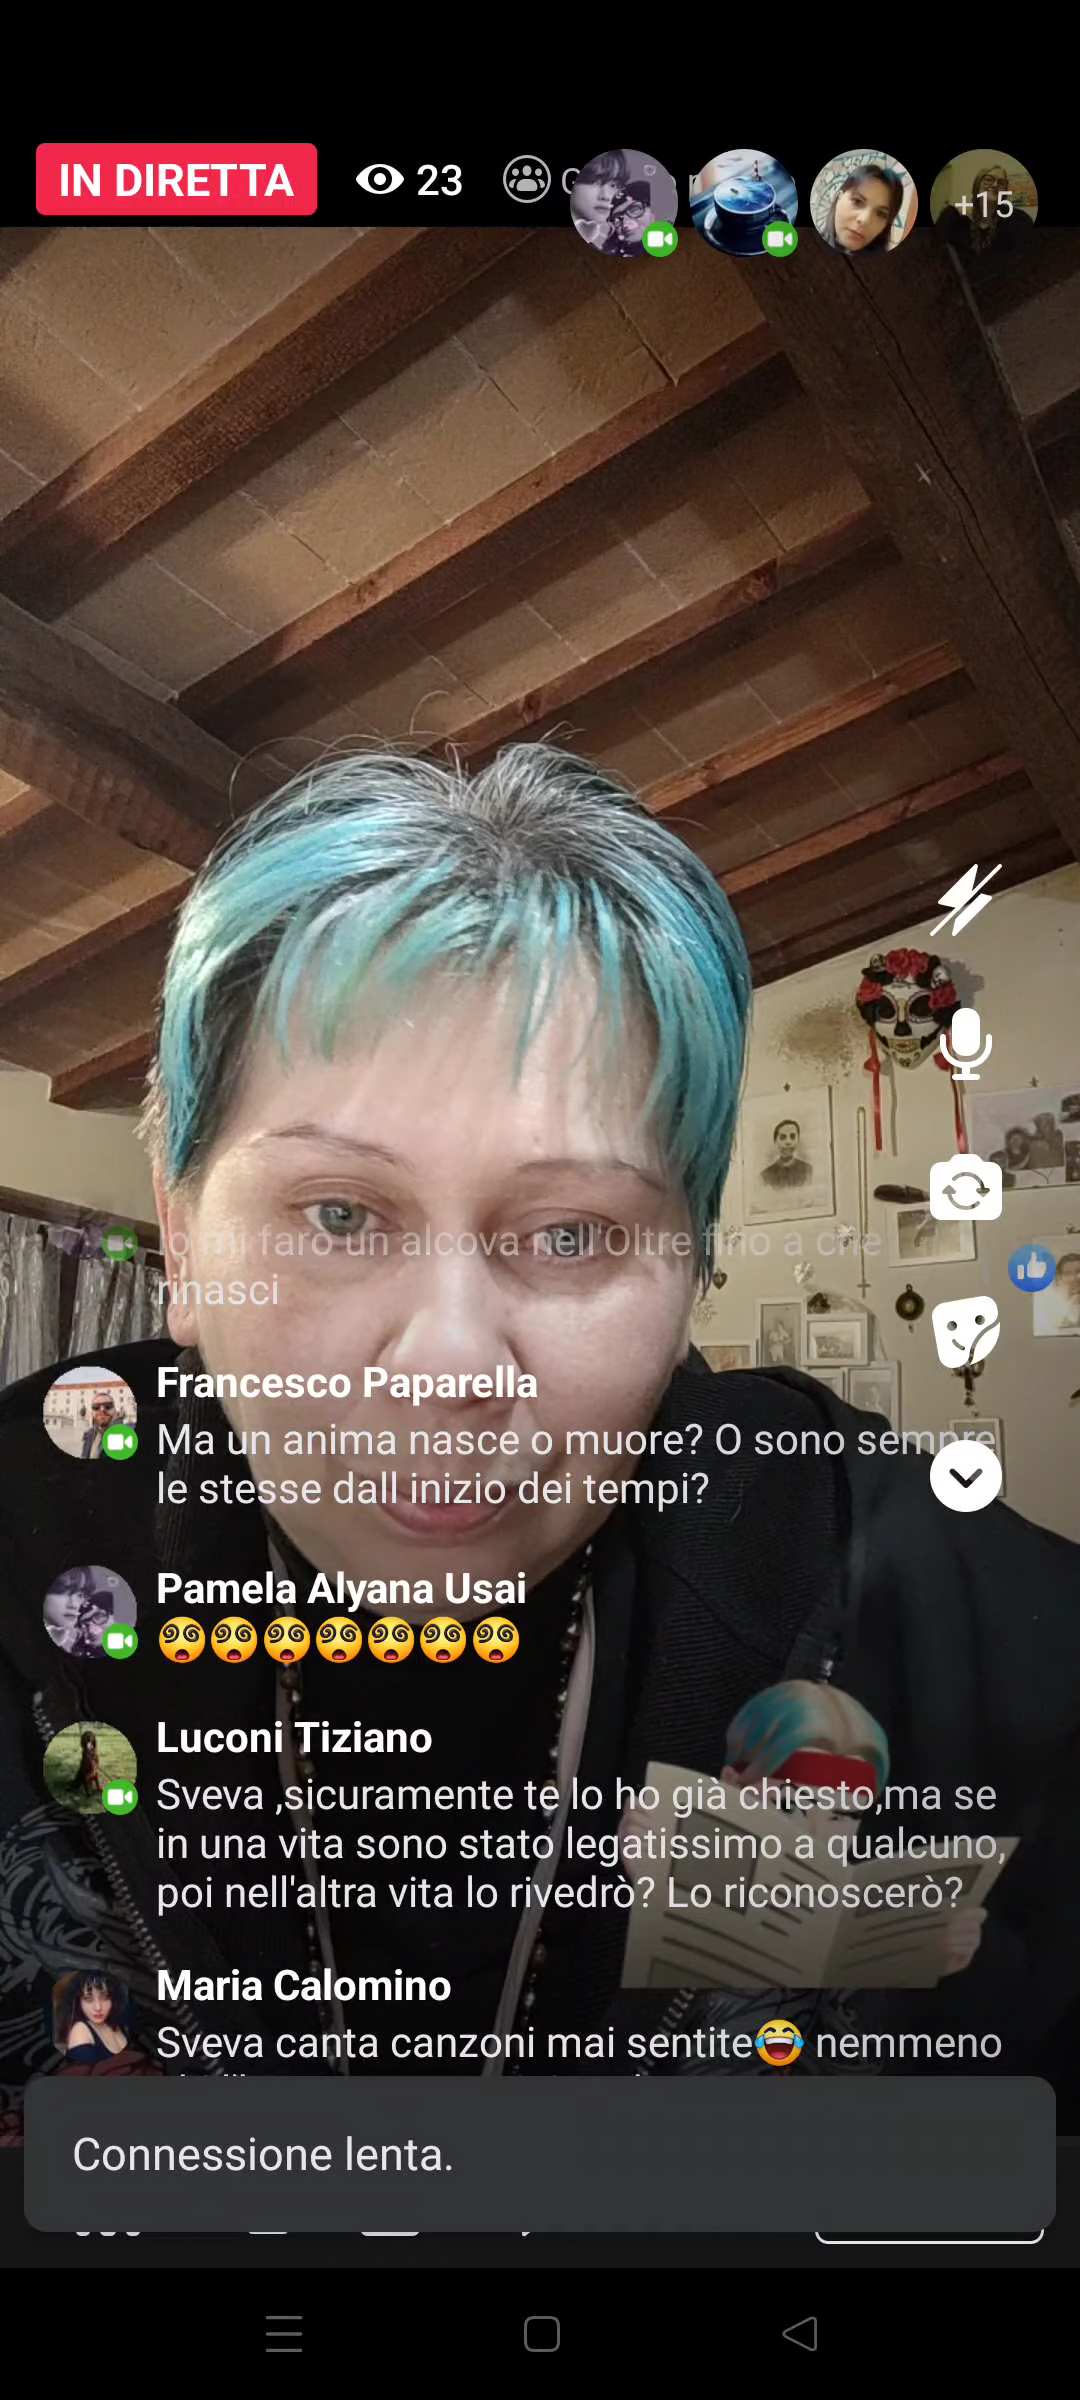 IN DIRETTA 23
+15
Io mi farò un alcova nell'Oltre fino a che
rinasci
Francesco Paparella
Ma un anima nasce o muore? O sono sempre
le stesse dall inizio dei tempi?
Pamela Alyana Usai
😵‍💫😵‍💫😵‍💫😵‍💫😵‍💫😵‍💫😵‍💫
Luconi Tiziano
Sveva ,sicuramente te lo ho già chiesto,ma se
in una vita sono stato legatissimo a qualcuno,
poi nell'altra vita lo rivedrò? Lo riconoscerò?
Maria Calomino
Sveva canta canzoni mai sentite😂 nemmeno
Connessione lenta.